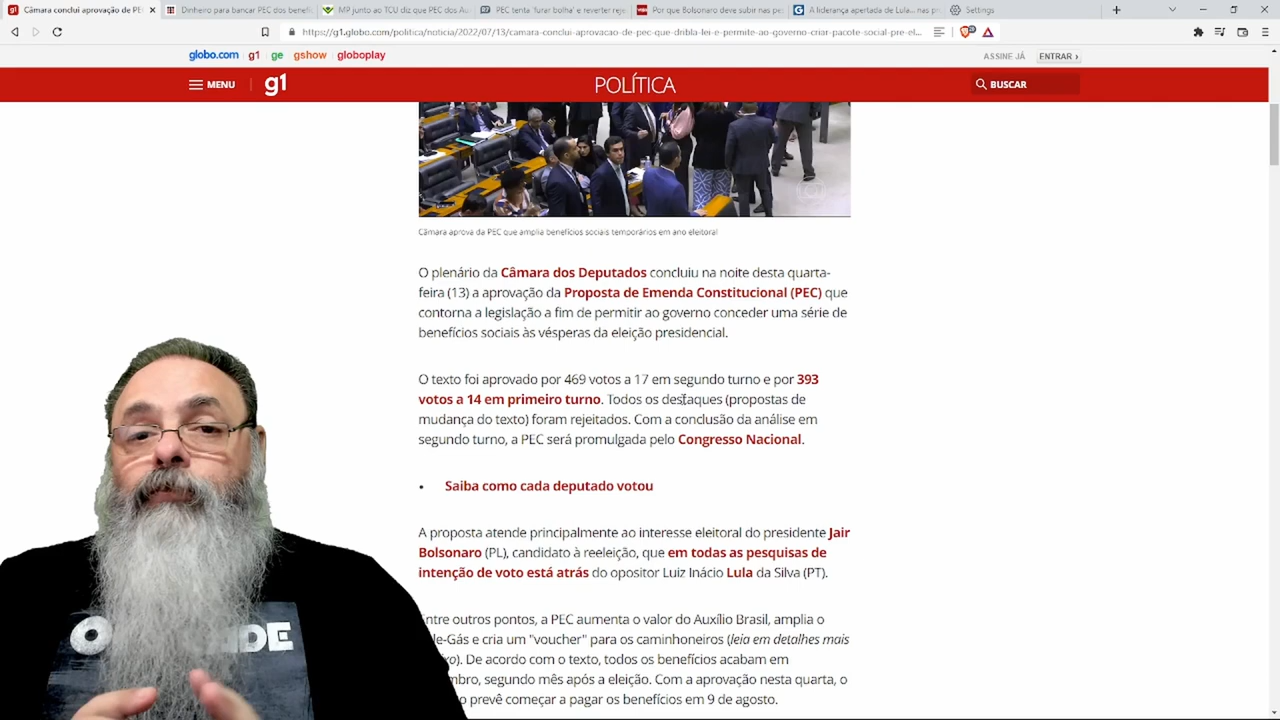 Câmara conclui aprovação de PE
Dinheiro para bancar PEC dos benefí
MP junto ao TCU diz que PEC dos Au
PEC tenta 'furar bolha' e reverter reje
Por que Bolsonaro deve subir nas pes
A liderança apertada de Lula... nas pr
Settings
https://g1.globo.com/politica/noticia/2022/07/13/camara-conclui-aprovacao-de-pec-que-dribla-lei-e-permite-ao-governo-criar-pacote-social-pre-el...
globo.com g1 ge gshow globoplay
ASSINE JÁ ENTRAR ›
MENU g1 POLÍTICA BUSCAR
Câmara aprova da PEC que amplia benefícios sociais temporários em ano eleitoral
O plenário da Câmara dos Deputados concluiu na noite desta quarta-
feira (13) a aprovação da Proposta de Emenda Constitucional (PEC) que
contorna a legislação a fim de permitir ao governo conceder uma série de
benefícios sociais às vésperas da eleição presidencial.
O texto foi aprovado por 469 votos a 17 em segundo turno e por 393
votos a 14 em primeiro turno. Todos os destaques (propostas de
mudança do texto) foram rejeitados. Com a conclusão da análise em
segundo turno, a PEC será promulgada pelo Congresso Nacional.
• Saiba como cada deputado votou
A proposta atende principalmente ao interesse eleitoral do presidente Jair
Bolsonaro (PL), candidato à reeleição, que em todas as pesquisas de
intenção de voto está atrás do opositor Luiz Inácio Lula da Silva (PT).
ntre outros pontos, a PEC aumenta o valor do Auxílio Brasil, amplia o
le-Gás e cria um "voucher" para os caminhoneiros (leia em detalhes mais
). De acordo com o texto, todos os benefícios acabam em
mbro, segundo mês após a eleição. Com a aprovação nesta quarta, o
o prevê começar a pagar os benefícios em 9 de agosto.